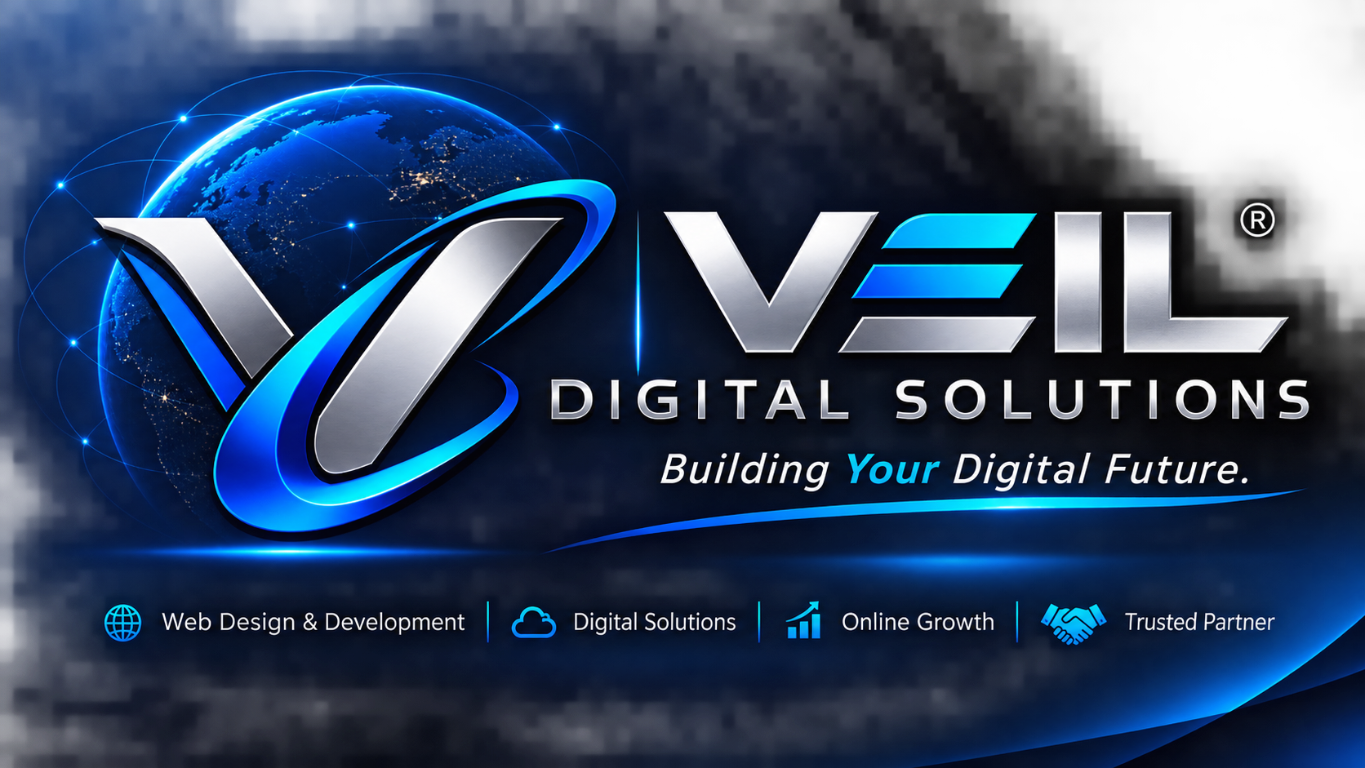 VEIL ®
DIGITAL SOLUTIONS
Building Your Digital Future.
Web Design & Development | Digital Solutions | Online Growth | Trusted Partner